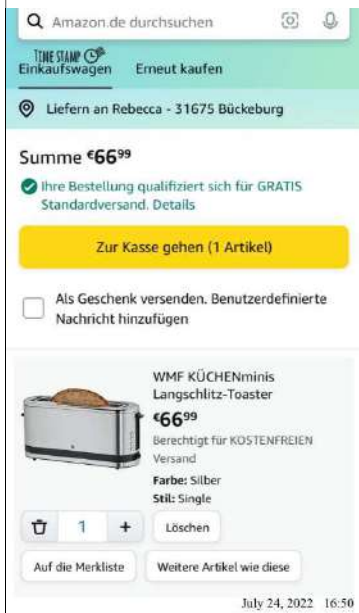 Amazon.de durchsuchen
TIME STAMP
Einkaufswagen Erneut kaufen
Liefern an Rebecca - 31675 Bückeburg
Summe €66⁹⁹
Ihre Bestellung qualifiziert sich für GRATIS
Standardversand. Details
Zur Kasse gehen (1 Artikel)
Als Geschenk versenden. Benutzerdefinierte
Nachricht hinzufügen
WMF KÜCHENminis
Langschlitz-Toaster
€66⁹⁹
Berechtigt für KOSTENFREIEN
Versand
Farbe: Silber
Stil: Single
1 + Löschen
Auf die Merkliste Weitere Artikel wie diese
July 24, 2022 16:50